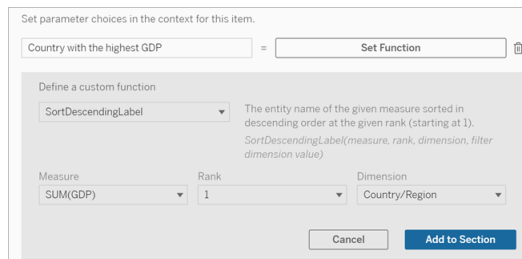 Set parameter choices in the context for this item.
Country with the highest GDP = Set Function
Define a custom function
SortDescendingLabel
The entity name of the given measure sorted in
descending order at the given rank (starting at 1).
SortDescendingLabel(measure, rank, dimension, filter
dimension value)
Measure Rank Dimension
SUM(GDP) 1 Country/Region
Cancel Add to Section